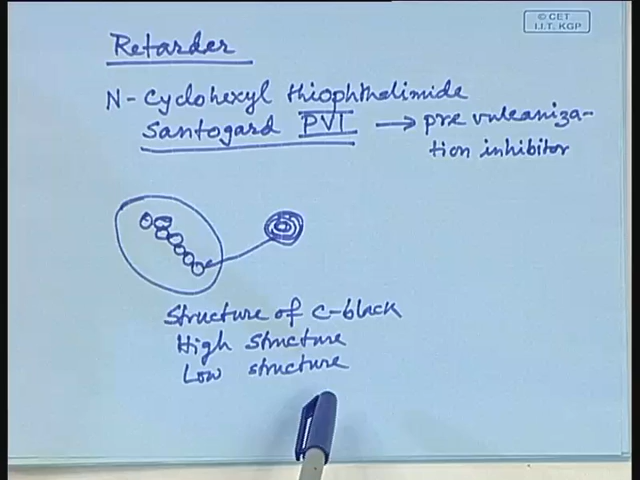 © CET
I.I.T. KGP
Retarder
N-Cyclohexyl thiophthalimide
Santogard PVI → pre vulcaniza-
tion inhibitor
Structure of C-black
High structure
Low structure